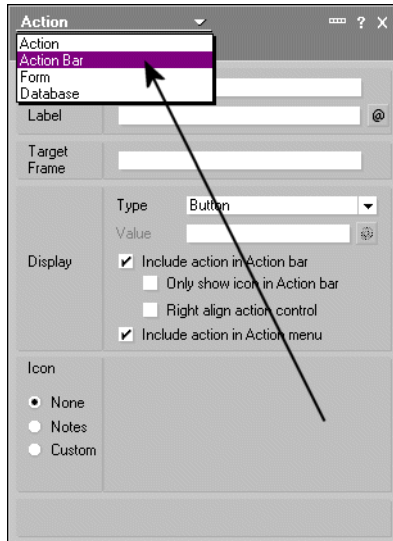 Action
?
X
Action
Action Bar
Form
Database
Label
@
Target
Frame
Type
Button
Value
Display
Include action in Action bar
Only show icon in Action bar
Right align action control
Include action in Action menu
Icon
None
Notes
Custom